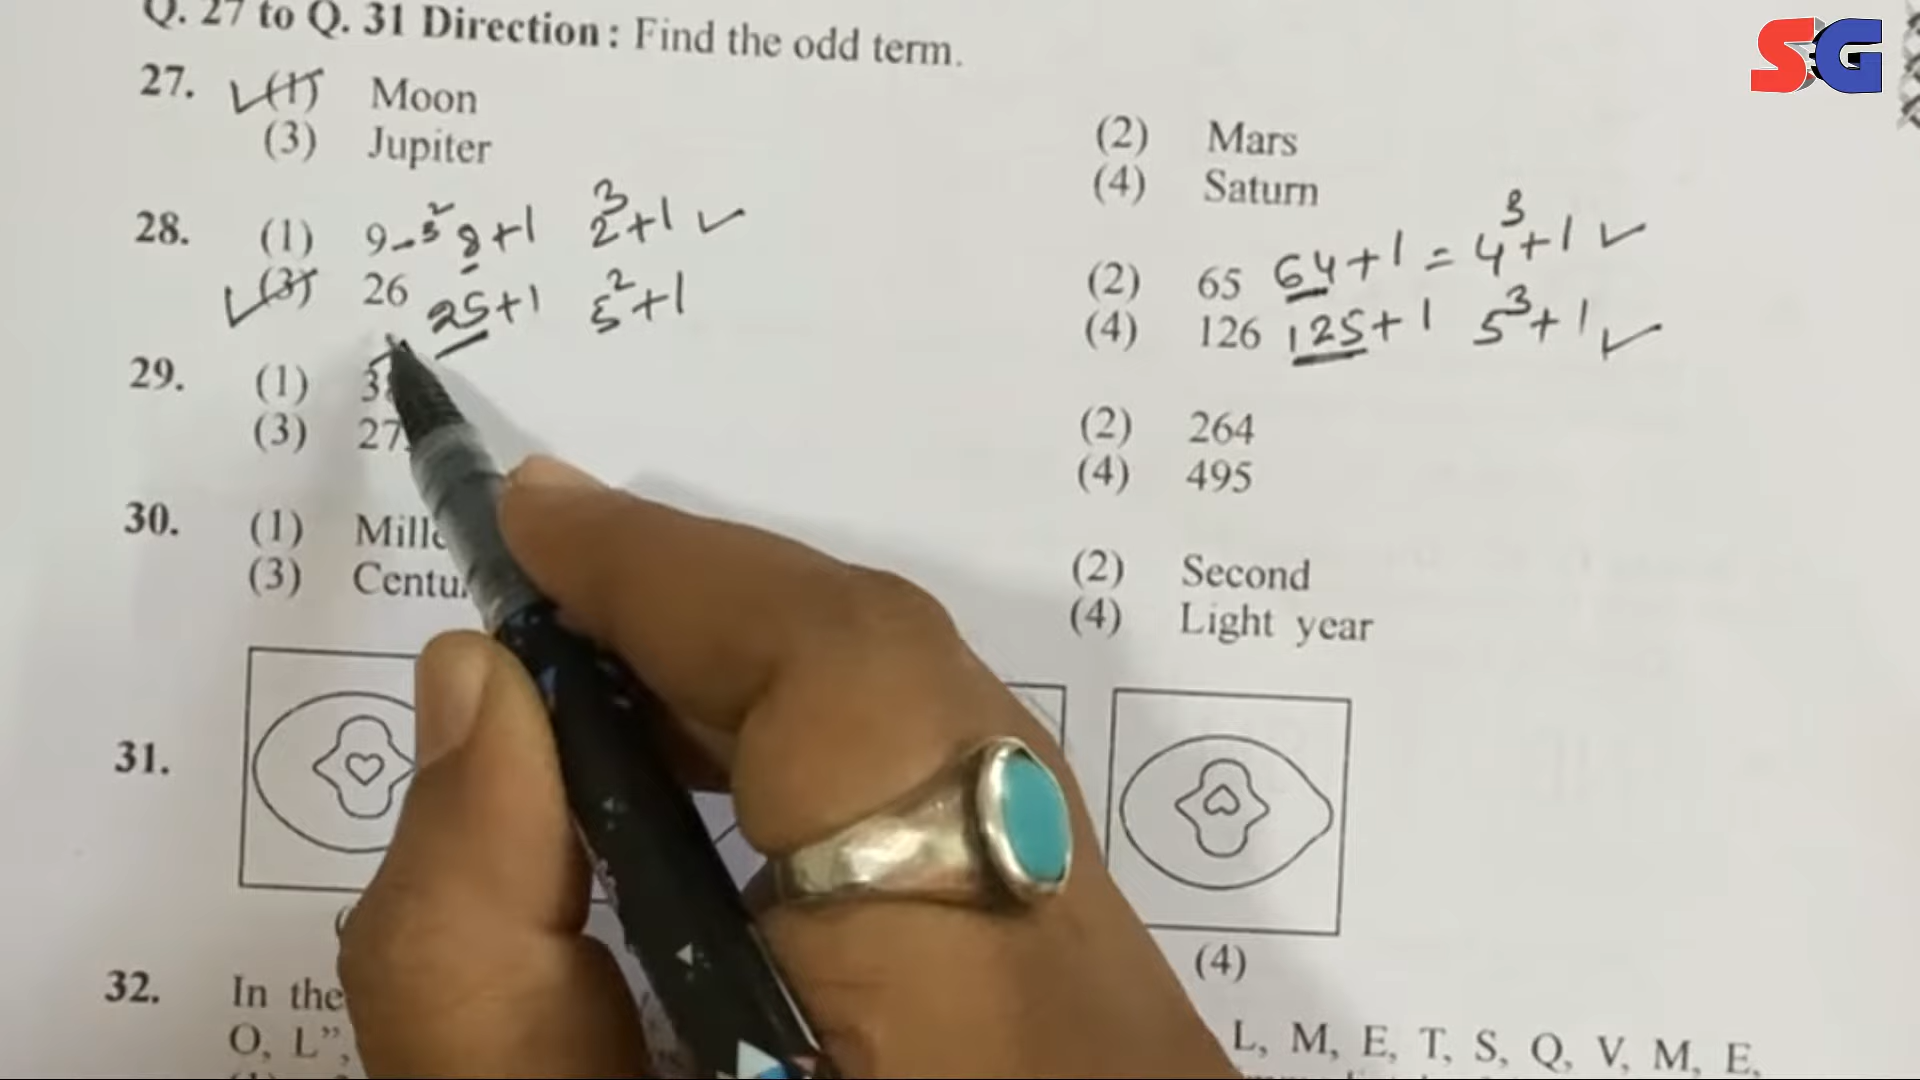 Q. 27 to Q. 31 Direction : Find the odd term.
SG
27. (1) Moon
(2) Mars
(3) Jupiter
(4) Saturn
28. (1) 9 - 3² 8+1 2³+1 ✓
(2) 65 64+1 = 4³+1 ✓
(3) 26 25+1 5²+1
(4) 126 125+1 5³+1 ✓
29. (1)
(2) 264
(3)
(4) 495
30. (1)
(2) Second
(3)
(4) Light year
31.
(4)
32. In the
O, L”, L, M, E, T, S, Q, V, M, E,